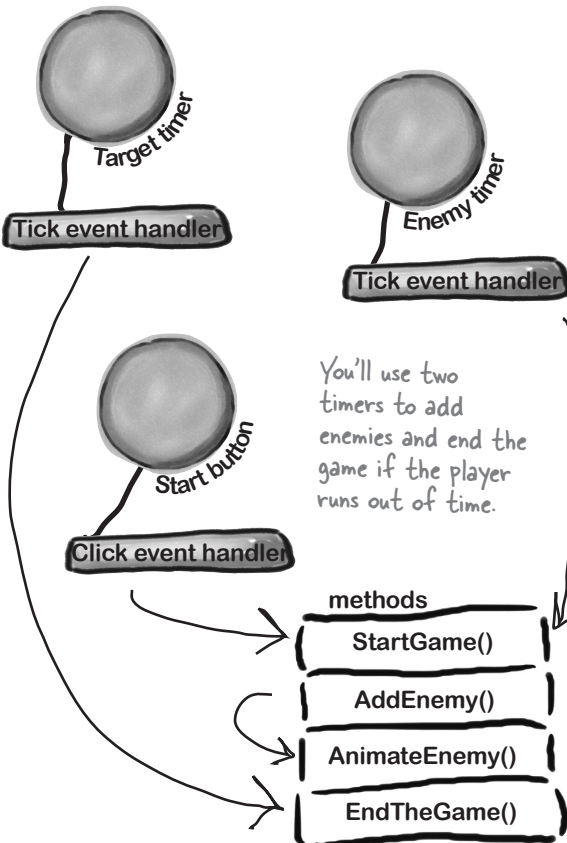 Target timer
Tick event handler
Enemy timer
Tick event handler
Start button
Click event handler
You'll use two
timers to add
enemies and end the
game if the player
runs out of time.
methods
StartGame()
AddEnemy()
AnimateEnemy()
EndTheGame()